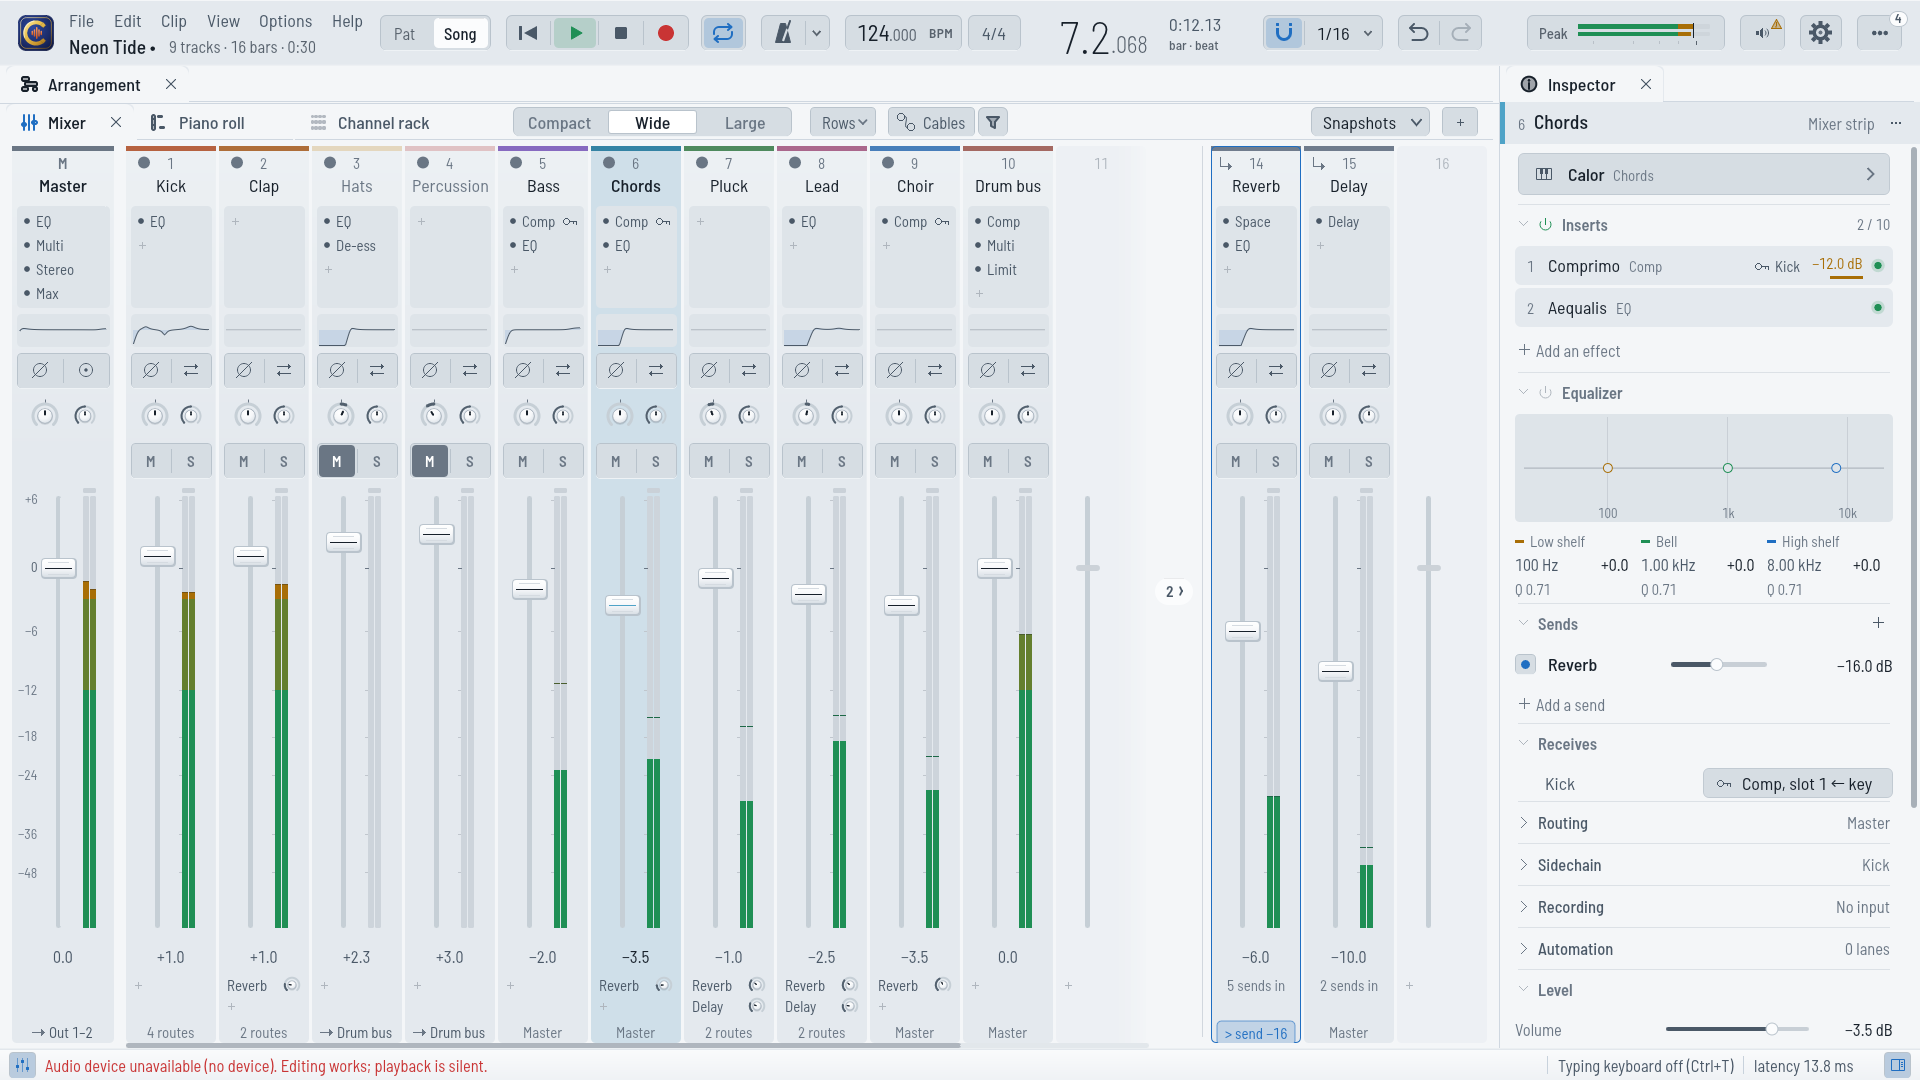 File Edit Clip View Options Help
Neon Tide • 9 tracks · 16 bars · 0:30
Pat Song
124.000 BPM 4/4
7.2.068
0:12.13
bar · beat
1/16
Peak
4
Arrangement
Inspector
Mixer Piano roll Channel rack
Compact Wide Large
Rows Cables
Snapshots +
6 Chords Mixer strip
M 1 2 3 4 5 6 7 8 9 10 11 14 15 16
Master Kick Clap Hats Percussion Bass Chords Pluck Lead Choir Drum bus Reverb Delay
EQ EQ + EQ + Comp Comp + EQ Comp Comp Space Delay
Multi + De-ess EQ EQ + + Multi EQ +
Stereo + + + Limit +
Max +
M S M S M S M S M S M S M S M S M S M S M S M S
+6
0
−6
−12
−18
−24
−36
−48
2
0.0 +1.0 +1.0 +2.3 +3.0 −2.0 −3.5 −1.0 −2.5 −3.5 0.0 −6.0 −10.0
+ Reverb + + + Reverb Reverb Reverb Reverb + + 5 sends in 2 sends in +
+ + Delay Delay +
→ Out 1–2 4 routes 2 routes → Drum bus → Drum bus Master Master 2 routes 2 routes Master Master > send −16 Master
Calor Chords
Inserts 2 / 10
1 Comprimo Comp Kick −12.0 dB
2 Aequalis EQ
+ Add an effect
Equalizer
100 1k 10k
Low shelf Bell High shelf
100 Hz +0.0 1.00 kHz +0.0 8.00 kHz +0.0
Q 0.71 Q 0.71 Q 0.71
Sends +
Reverb −16.0 dB
+ Add a send
Receives
Kick Comp, slot 1 ← key
Routing Master
Sidechain Kick
Recording No input
Automation 0 lanes
Level
Volume −3.5 dB
Audio device unavailable (no device). Editing works; playback is silent.
Typing keyboard off (Ctrl+T) latency 13.8 ms